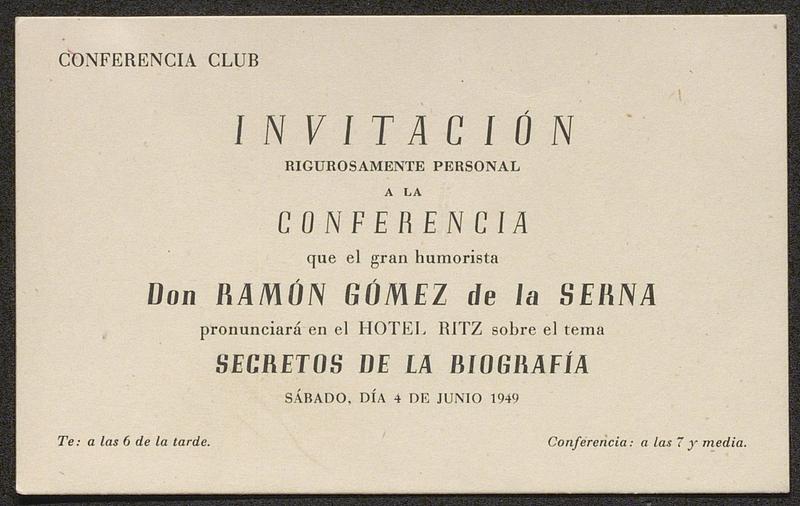 CONFERENCIA CLUB
INVITACIÓN
RIGUROSAMENTE PERSONAL
A LA
CONFERENCIA
que el gran humorista
Don RAMÓN GÓMEZ de la SERNA
pronunciará en el HOTEL RITZ sobre el tema
SECRETOS DE LA BIOGRAFÍA
SÁBADO, DÍA 4 DE JUNIO 1949
Te: a las 6 de la tarde.
Conferencia: a las 7 y media.